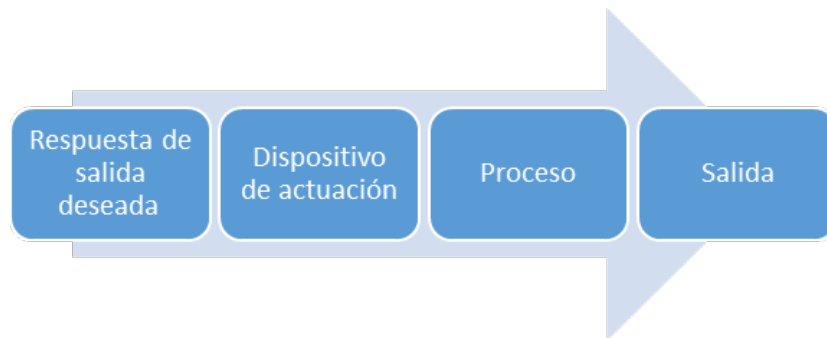 Respuesta de
salida
deseada
Dispositivo
de actuación
Proceso
Salida